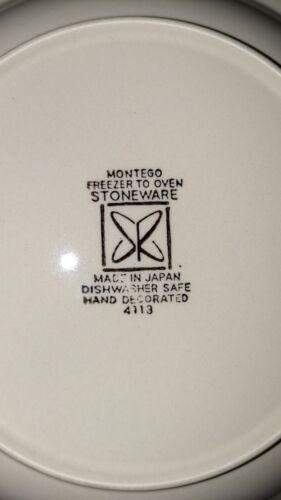 MONTEGO
FREEZER TO OVEN
STONEWARE
MADE IN JAPAN
DISHWASHER SAFE
HAND DECORATED
4113